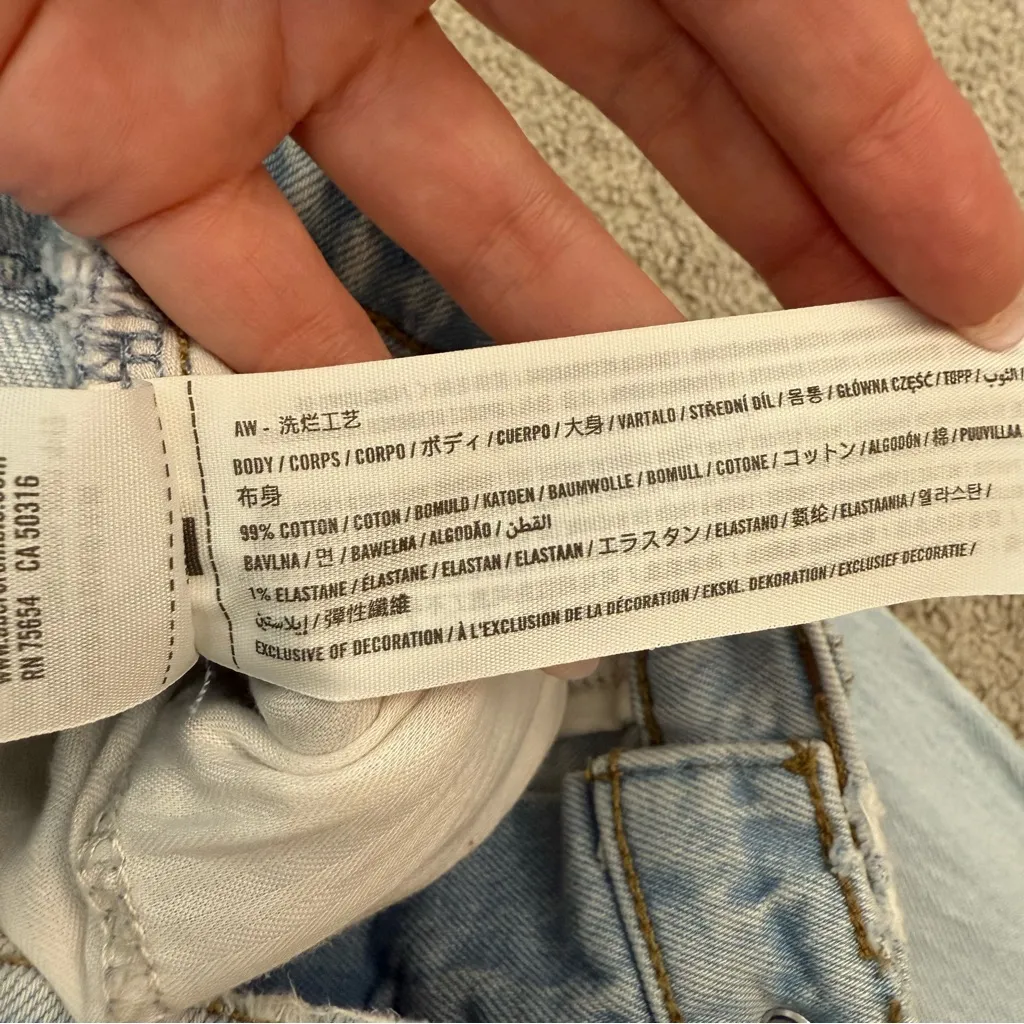 RN 75654 CA 50316
AW - 洗烂工艺
BODY / CORPS / CORPO / ボディ / CUERPO / 大身 / VARTALO / STŘEDNÍ DÍL / 몸통 / GŁÓWNA CZĘŚĆ / TOPP / الثوب /
布身
99% COTTON / COTON / BOMULD / KATOEN / BAUMWOLLE / BOMULL / COTONE / コットン / ALGODÓN / 棉 / PUUVILLAA
BAVLNA / 면 / BAWEŁNA / ALGODÃO / القطن
1% ELASTANE / ÉLASTANE / ELASTAN / ELASTAAN / エラスタン / ELASTANO / 氨纶 / ELASTAANIA / 엘라스탄 /
إيلاستين / 彈性纖維
EXCLUSIVE OF DECORATION / À L'EXCLUSION DE LA DÉCORATION / EKSKL. DEKORATION / EXCLUSIEF DECORATIE /